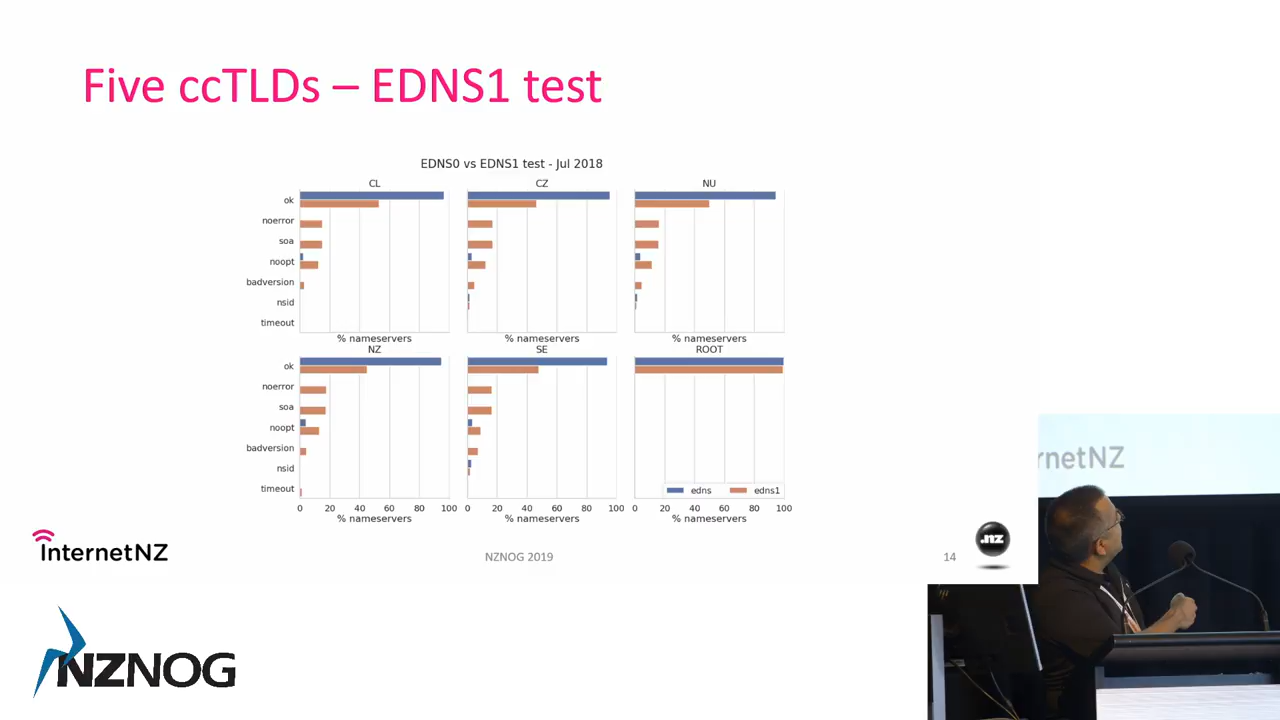 Five ccTLDs – EDNS1 test
EDNS0 vs EDNS1 test - Jul 2018
CL CZ NU
ok
noerror
soa
noopt
badversion
nsid
timeout
% nameservers % nameservers % nameservers
NZ SE ROOT
ok
noerror
soa
noopt
badversion
nsid
timeout
edns edns1
0 20 40 60 80 100 0 20 40 60 80 100 0 20 40 60 80 100
% nameservers % nameservers % nameservers
InternetNZ
NZNOG 2019
14
.nz
NZNOG
rnetNZ